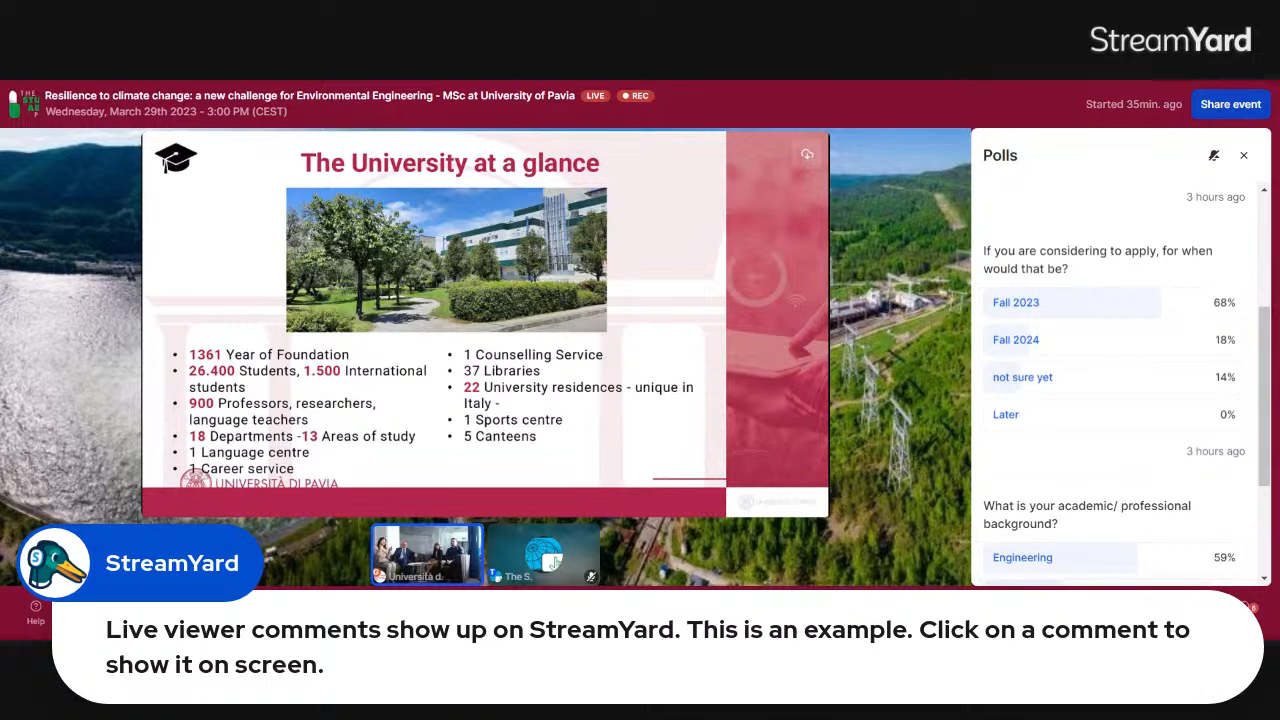 StreamYard
THE
STU
AE
P
Resilience to climate change: a new challenge for Environmental Engineering - MSc at University of Pavia
LIVE
REC
Wednesday, March 29th 2023 - 3:00 PM (CEST)
Started 35min. ago
Share event
The University at a glance
• 1361 Year of Foundation
• 26.400 Students, 1.500 International
students
• 900 Professors, researchers,
language teachers
• 18 Departments -13 Areas of study
• 1 Language centre
• 1 Career service
UNIVERSITÀ DI PAVIA
• 1 Counselling Service
• 37 Libraries
• 22 University residences - unique in
Italy -
• 1 Sports centre
• 5 Canteens
Polls
3 hours ago
If you are considering to apply, for when
would that be?
Fall 2023 68%
Fall 2024 18%
not sure yet 14%
Later 0%
3 hours ago
What is your academic/ professional
background?
Engineering 59%
Università d.
The S.
Help
S
StreamYard
Live viewer comments show up on StreamYard. This is an example. Click on a comment to
show it on screen.